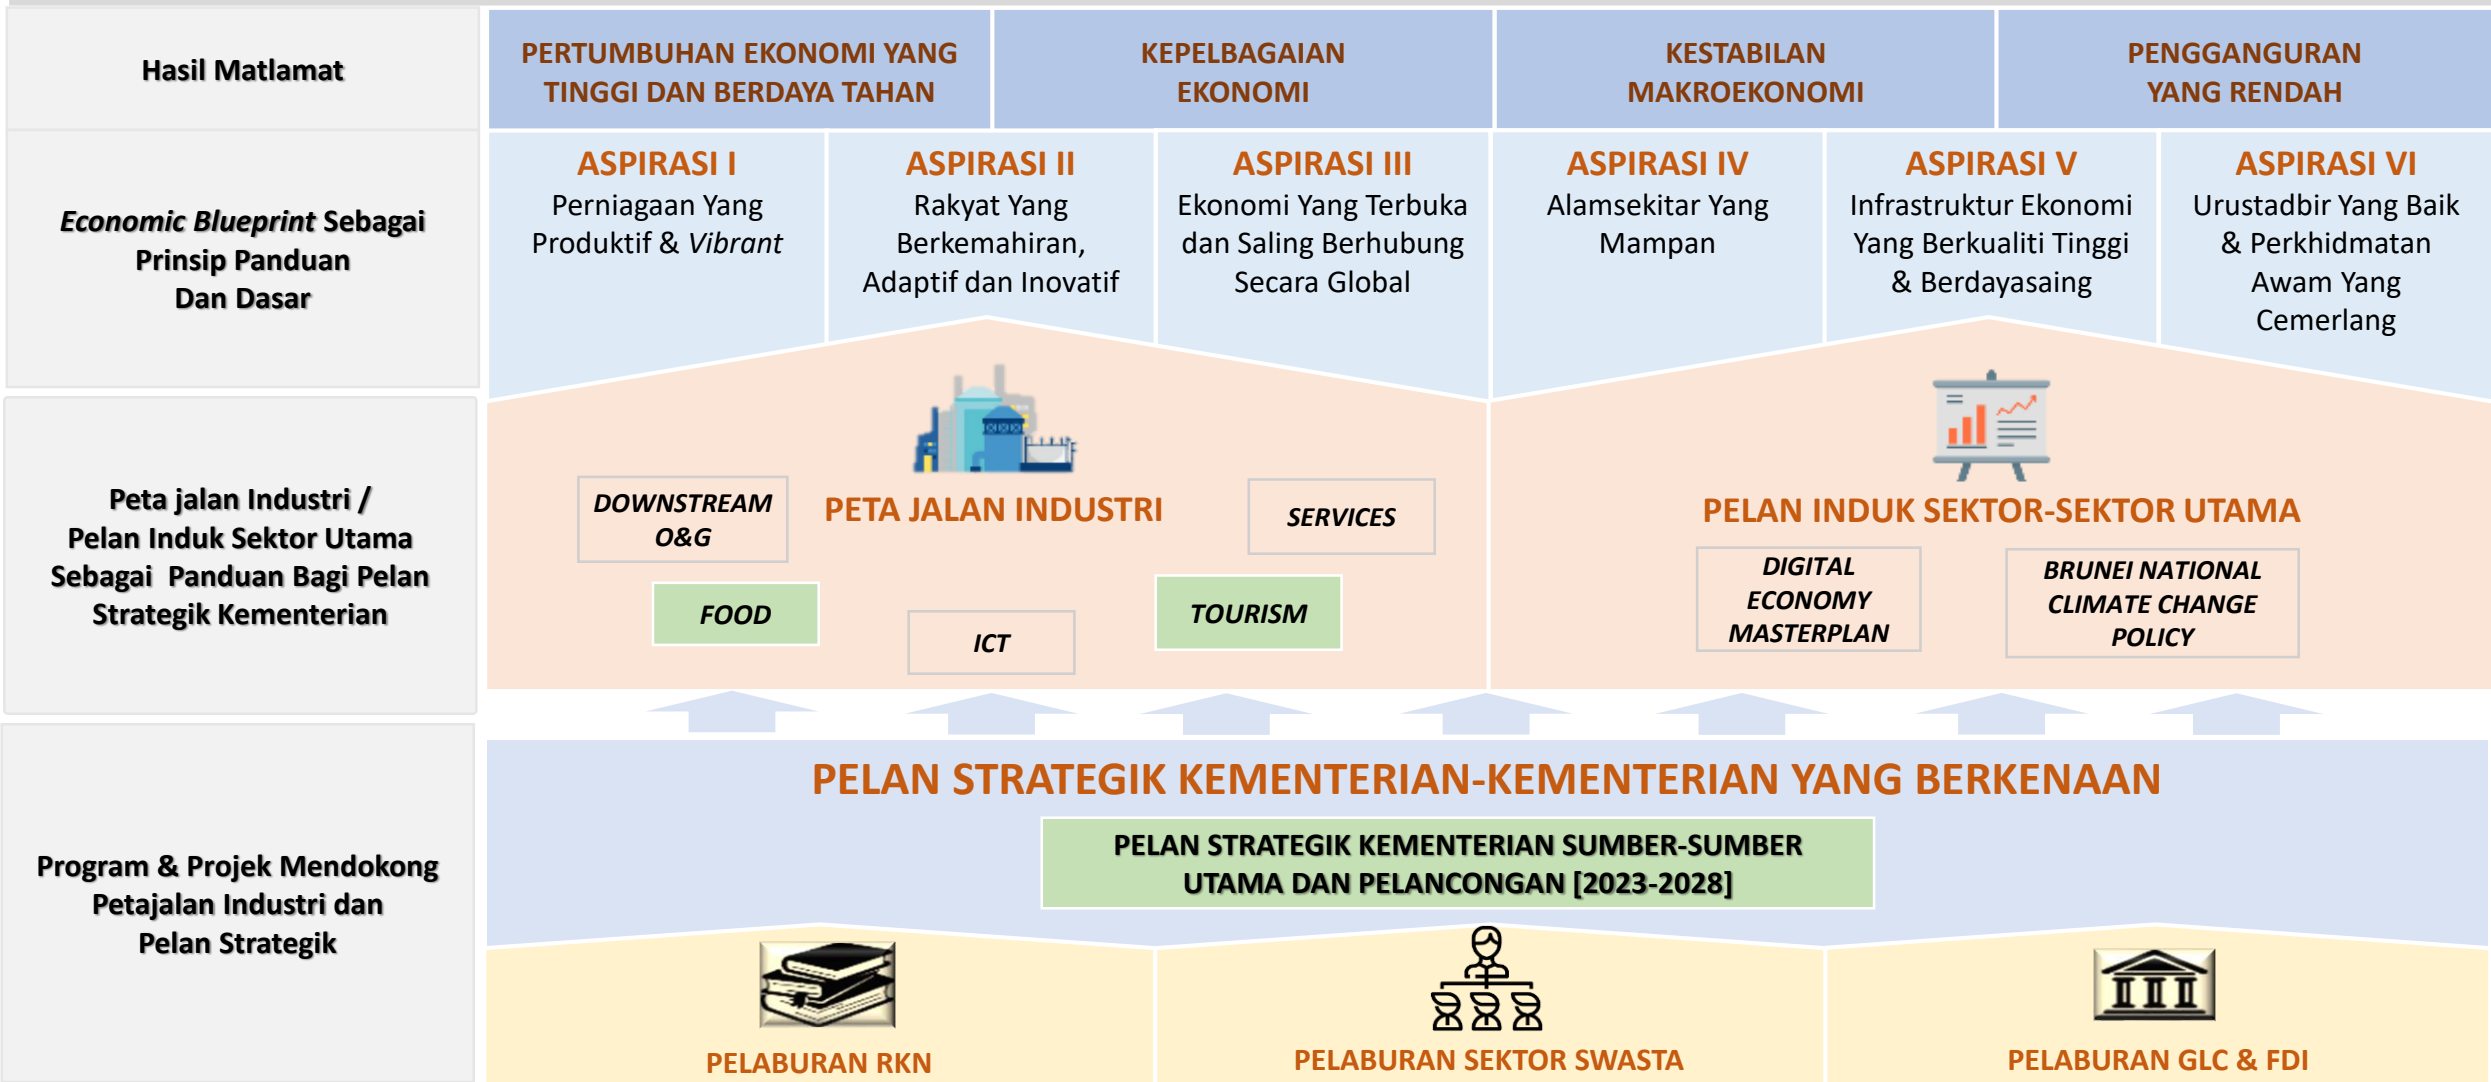 Hasil Matlamat
PERTUMBUHAN EKONOMI YANG
TINGGI DAN BERDAYA TAHAN
KEPELBAGAIAN
EKONOMI
KESTABILAN
MAKROEKONOMI
PENGGANGURAN
YANG RENDAH
Economic Blueprint Sebagai
Prinsip Panduan
Dan Dasar
ASPIRASI I
Perniagaan Yang
Produktif & Vibrant
ASPIRASI II
Rakyat Yang
Berkemahiran,
Adaptif dan Inovatif
ASPIRASI III
Ekonomi Yang Terbuka
dan Saling Berhubung
Secara Global
ASPIRASI IV
Alamsekitar Yang
Mampan
ASPIRASI V
Infrastruktur Ekonomi
Yang Berkualiti Tinggi
& Berdayasaing
ASPIRASI VI
Urustadbir Yang Baik
& Perkhidmatan
Awam Yang
Cemerlang
Peta jalan Industri /
Pelan Induk Sektor Utama
Sebagai Panduan Bagi Pelan
Strategik Kementerian
PETA JALAN INDUSTRI
DOWNSTREAM
O&G
SERVICES
FOOD
ICT
TOURISM
PELAN INDUK SEKTOR-SEKTOR UTAMA
DIGITAL
ECONOMY
MASTERPLAN
BRUNEI NATIONAL
CLIMATE CHANGE
POLICY
Program & Projek Mendokong
Petajalan Industri dan
Pelan Strategik
PELAN STRATEGIK KEMENTERIAN-KEMENTERIAN YANG BERKENAAN
PELAN STRATEGIK KEMENTERIAN SUMBER-SUMBER
UTAMA DAN PELANCONGAN [2023-2028]
PELABURAN RKN
PELABURAN SEKTOR SWASTA
PELABURAN GLC & FDI